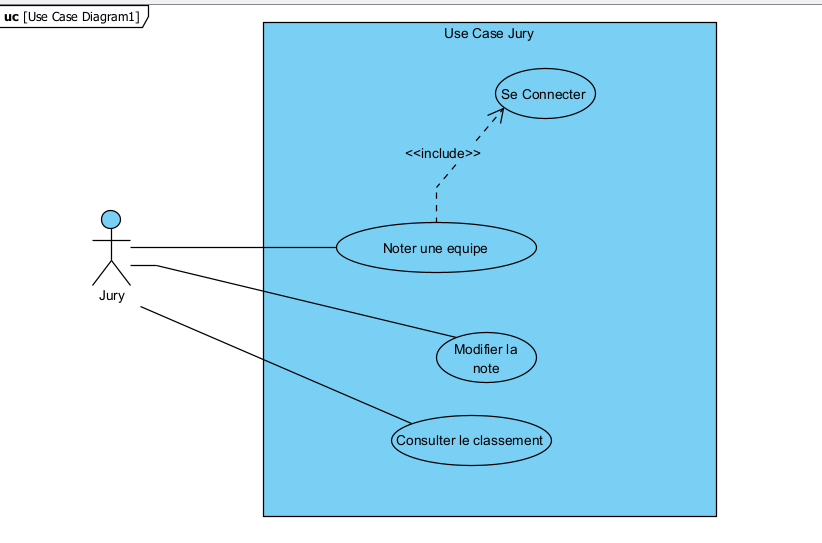 uc [Use Case Diagram1]
Use Case Jury
Se Connecter
<<include>>
Noter une equipe
Jury
Modifier la
note
Consulter le classement